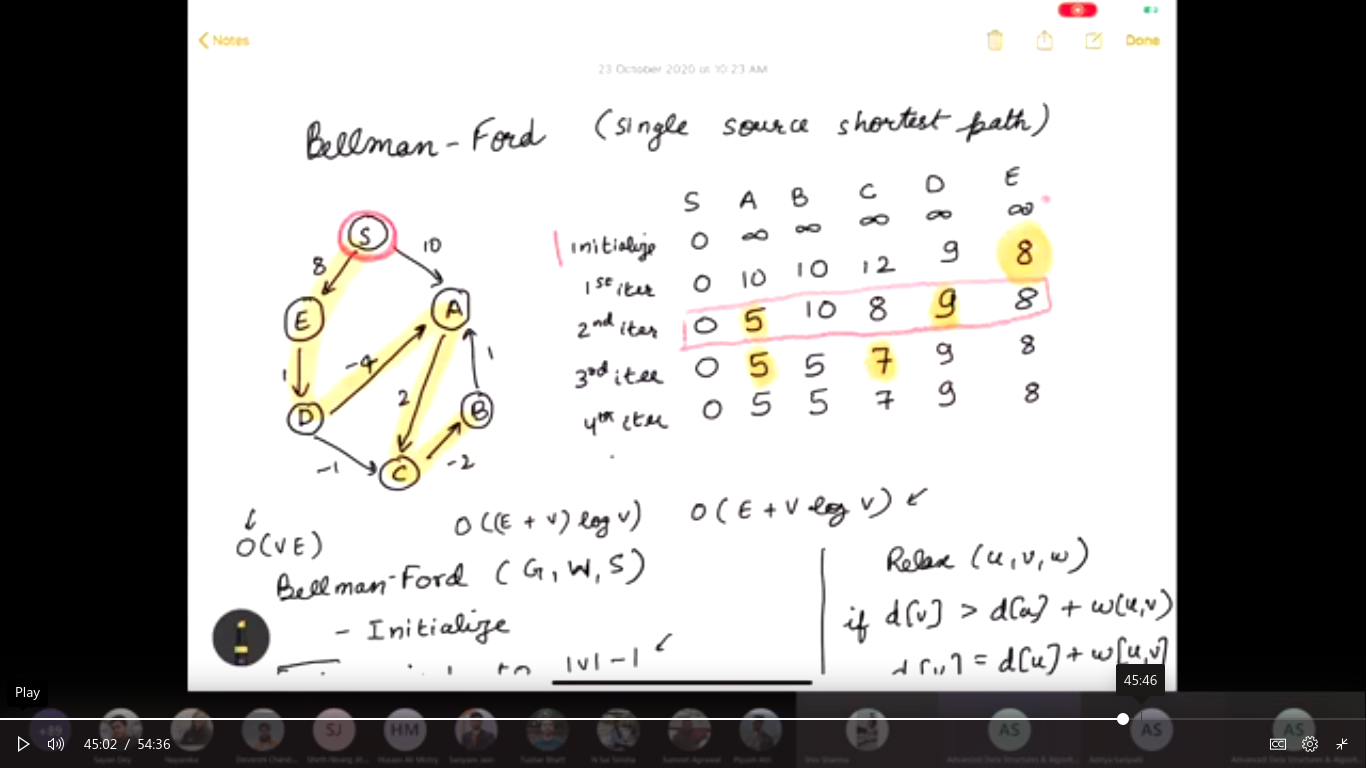 Notes
Done
23 October 2020 at 10:23 AM
Bellman-Ford (single source shortest path)
S A B C D E
initialize 0 ∞ ∞ ∞ ∞ ∞
1st iter 0 10 10 12 9 8
2nd iter 0 5 10 8 9 8
3rd iter 0 5 5 7 9 8
4th iter 0 5 5 7 9 8
S
8
10
E
A
1
-4
2
1
D
B
-1
C
-2
O(VE)
O((E + V) log V)
O(E + V log V)
Bellman-Ford (G, W, S)
- Initialize
to |V| - 1
Relax (u, v, w)
if d[v] > d[u] + w(u,v)
d[v] = d[u] + w[u,v]
45:46
Play
+89
SJ
HM
AS
AS
AS
45:02 / 54:36
CC